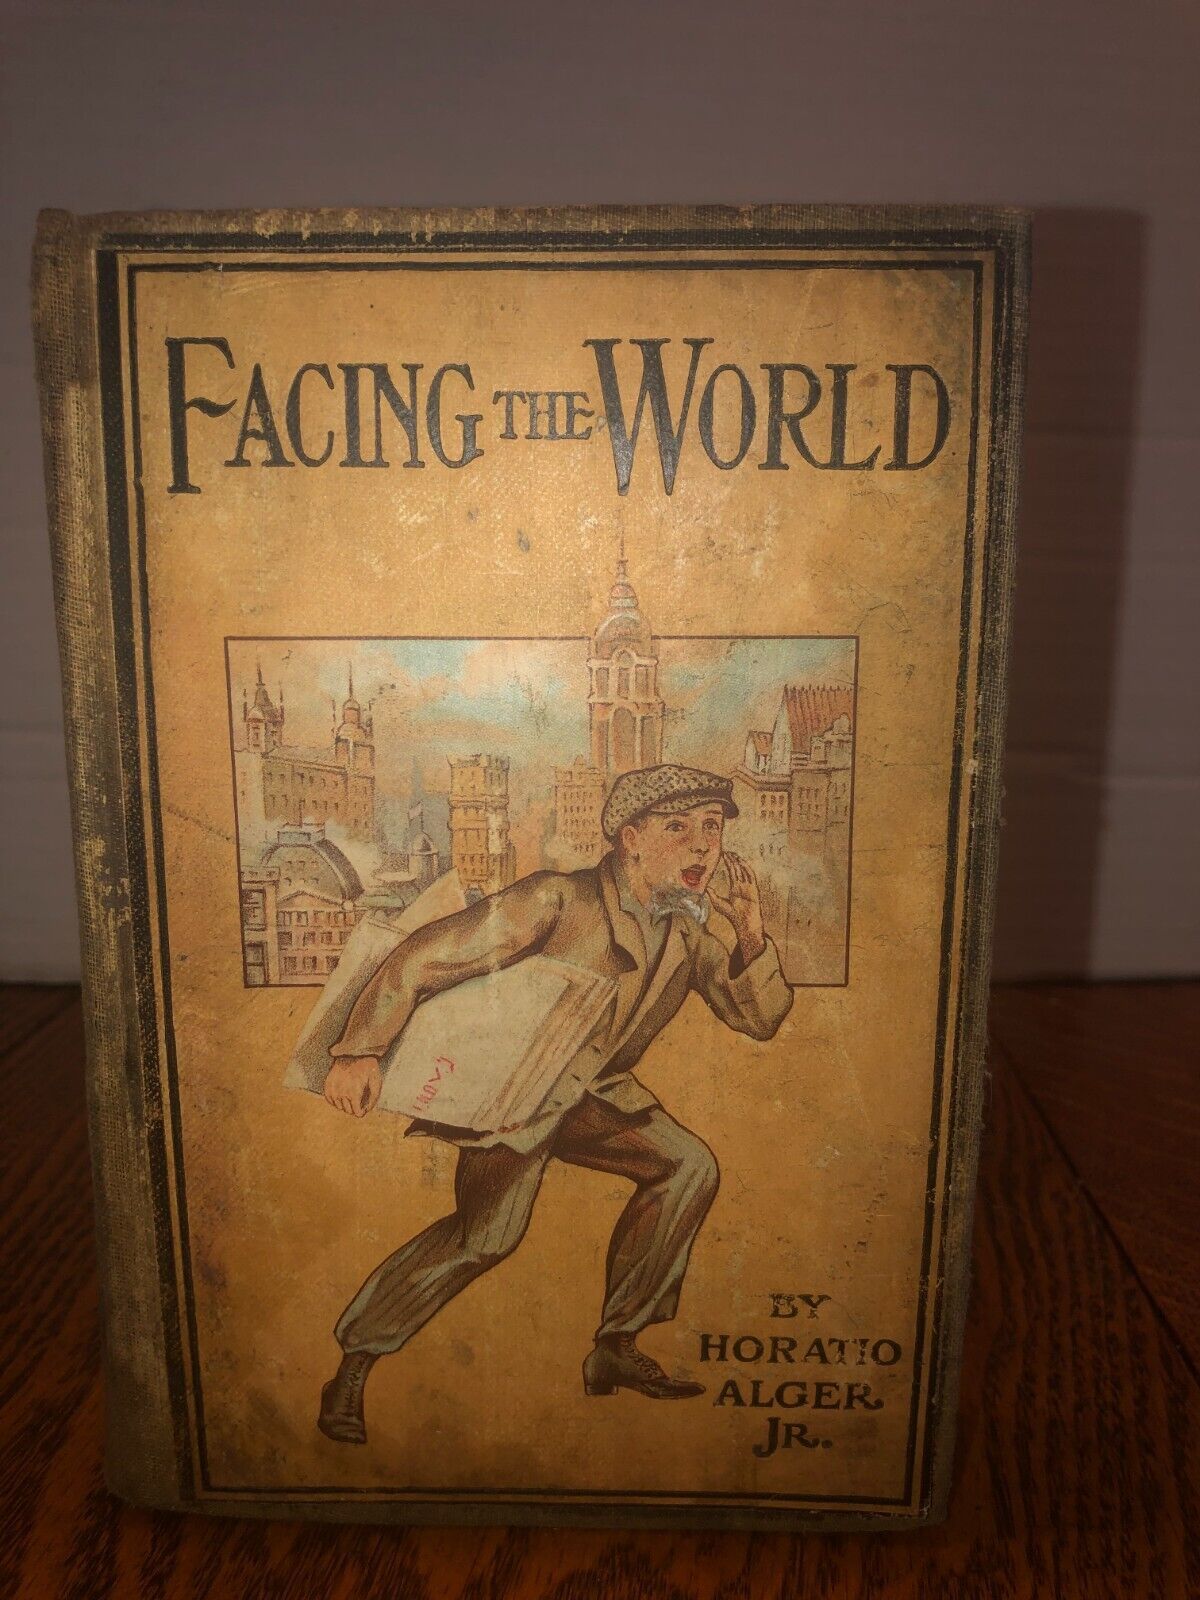 FACING THE WORLD
BY
HORATIO
ALGER
JR.